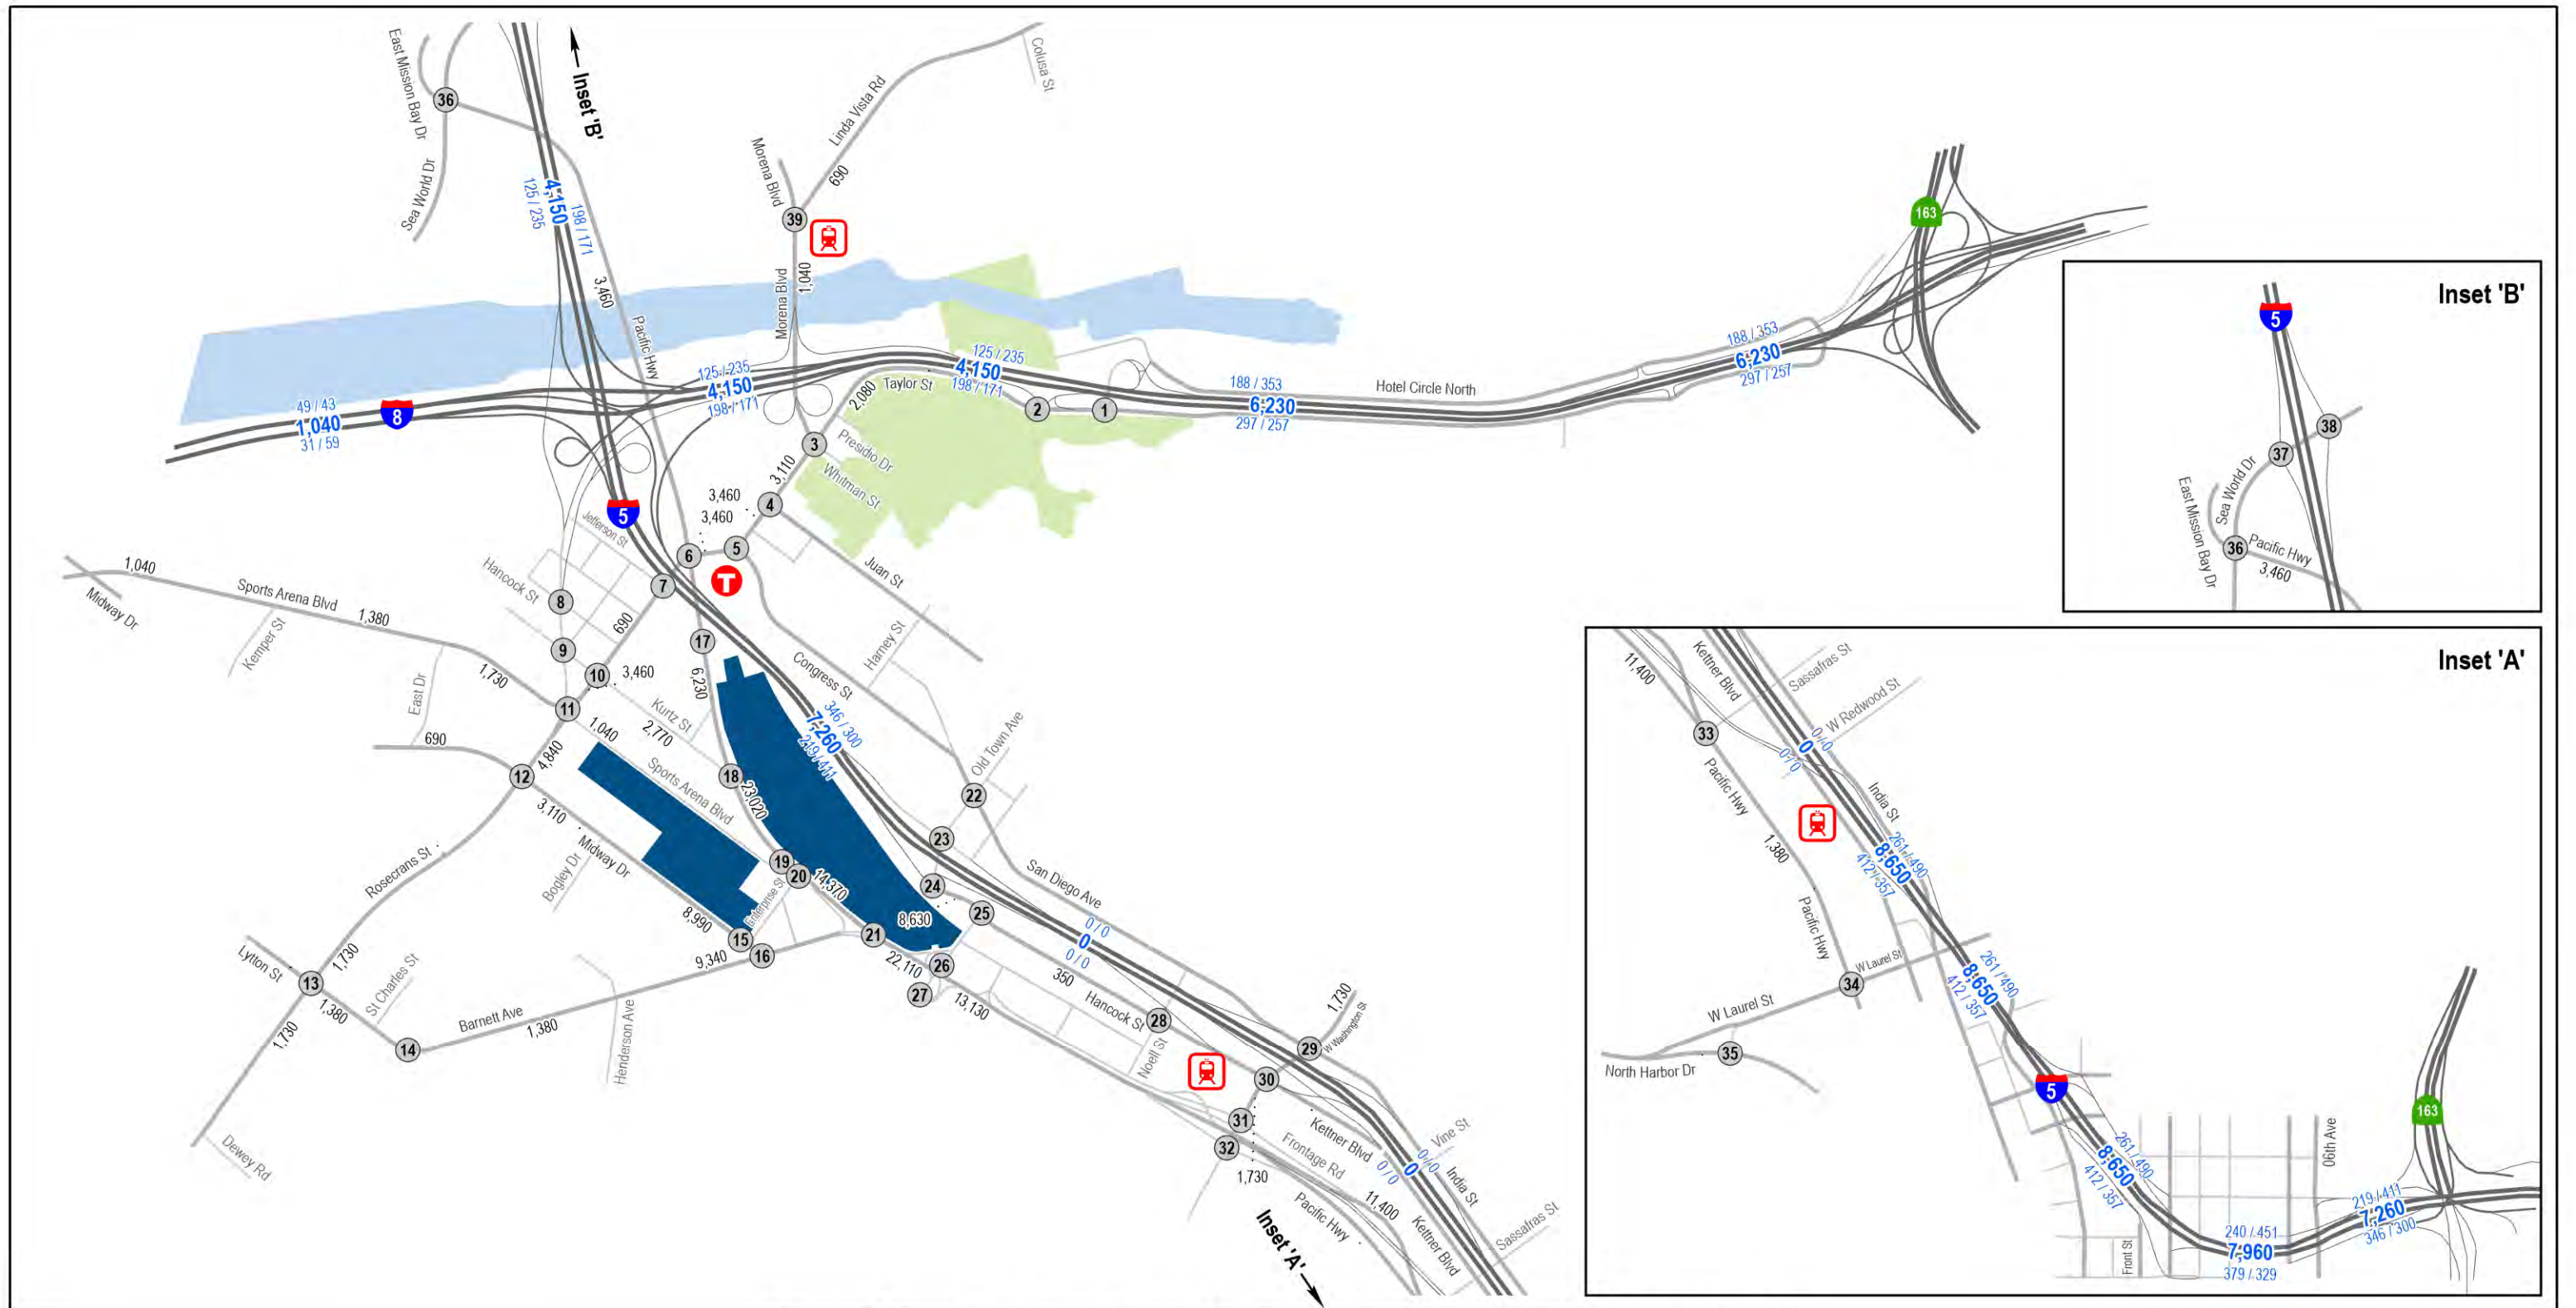 East Mission Bay Dr
36
Sea World Dr
Inset 'B'
4,150
125 / 235
198 / 171
3,460
Pacific Hwy
Colusa St
Linda Vista Rd
690
Morena Blvd
39
Morena Blvd
1,040
163
49 / 43
1,040
31 / 59
8
125 / 235
4,150
198 / 171
125 / 235
4,150
198 / 171
Taylor St
2,080
2
1
188 / 353
6,230
297 / 257
Hotel Circle North
188 / 353
6,230
297 / 257
3
Presidio Dr
Whitman St
3,110
4
3,460
3,460
5
6
7
T
5
Jefferson St
Hancock St
8
9
10
690
3,460
Juan St
Harney St
Congress St
17
6,230
1,040
Midway Dr
Sports Arena Blvd
Kemper St
1,380
1,730
East Dr
690
11
1,040
Kurtz St
2,770
Sports Arena Blvd
4,840
12
3,110
Midway Dr
Bogley Dr
Rosecrans St
18
23,020
346 / 300
7,260
219 / 411
Old Town Ave
22
23
24
25
San Diego Ave
19
20
14,370
Enterprise St
8,630
8,990
15
16
9,340
21
22,110
26
27
13,130
0 / 0
0
0 / 0
350
Hancock St
28
Noell St
1,730
W Washington St
29
30
31
32
1,730
Kettner Blvd
Frontage Rd
0 / 0
0
0 / 0
Vine St
India St
11,400
Pacific Hwy
Kettner Blvd
Sassafras St
Inset 'A'
Lytton St
13
1,730
St Charles St
1,380
1,730
14
Barnett Ave
1,380
Henderson Ave
Dewey Rd
Inset 'B'
5
38
37
Sea World Dr
East Mission Bay Dr
36
Pacific Hwy
3,460
Inset 'A'
11,400
Kettner Blvd
Sassafras St
W Redwood St
33
0 / 0
0
0 / 0
Pacific Hwy
India St
1,380
261 / 490
8,650
412 / 357
Pacific Hwy
W Laurel St
34
W Laurel St
35
North Harbor Dr
261 / 490
8,650
412 / 357
5
261 / 490
8,650
412 / 357
06th Ave
Front St
163
219 / 411
7,260
346 / 300
240 / 451
7,960
379 / 329